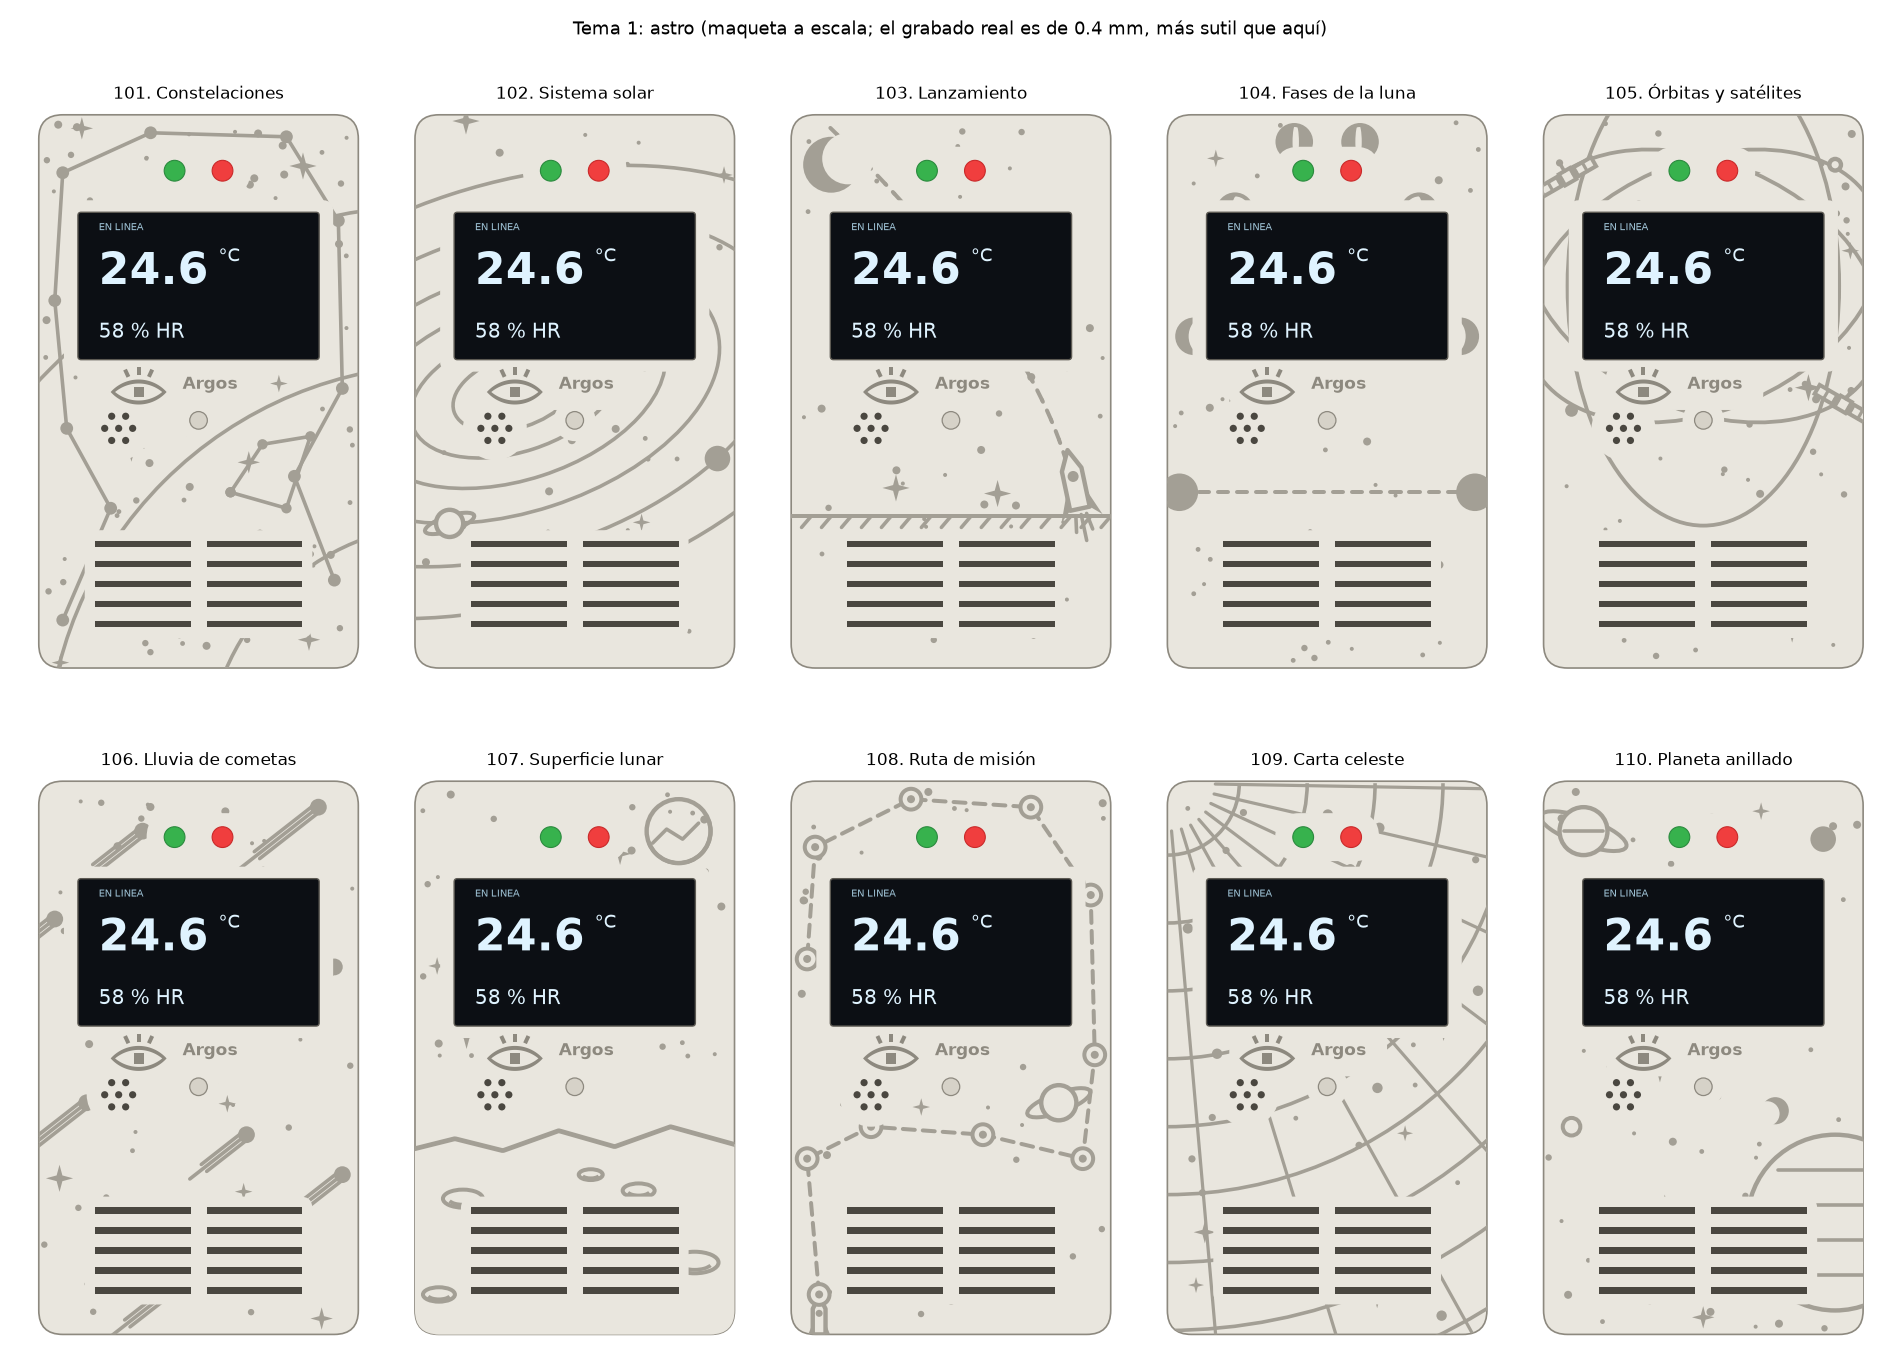 Tema 1: astro (maqueta a escala; el grabado real es de 0.4 mm, más sutil que aquí)
101. Constelaciones
EN LINEA
24.6 °C
58 % HR
Argos
102. Sistema solar
EN LINEA
24.6 °C
58 % HR
Argos
103. Lanzamiento
EN LINEA
24.6 °C
58 % HR
Argos
104. Fases de la luna
EN LINEA
24.6 °C
58 % HR
Argos
105. Órbitas y satélites
EN LINEA
24.6 °C
58 % HR
Argos
106. Lluvia de cometas
EN LINEA
24.6 °C
58 % HR
Argos
107. Superficie lunar
EN LINEA
24.6 °C
58 % HR
Argos
108. Ruta de misión
EN LINEA
24.6 °C
58 % HR
Argos
109. Carta celeste
EN LINEA
24.6 °C
58 % HR
Argos
110. Planeta anillado
EN LINEA
24.6 °C
58 % HR
Argos